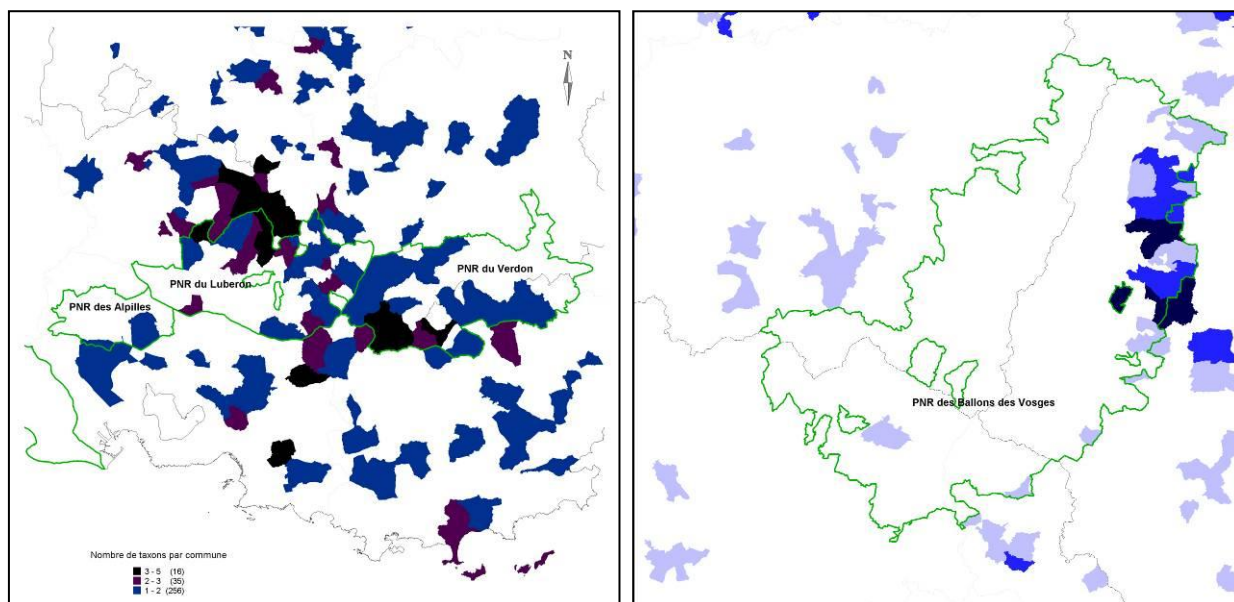 N
PNR du Verdon
PNR du Luberon
PNR des Alpilles
Nombre de taxons par commune
3 - 5 (16)
2 - 3 (35)
1 - 2 (256)
PNR des Ballons des Vosges